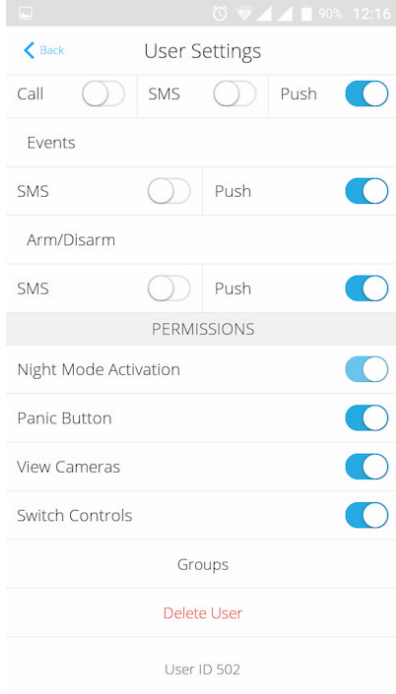 90% 12:16
Back User Settings
Call SMS Push
Events
SMS Push
Arm/Disarm
SMS Push
PERMISSIONS
Night Mode Activation
Panic Button
View Cameras
Switch Controls
Groups
Delete User
User ID 502